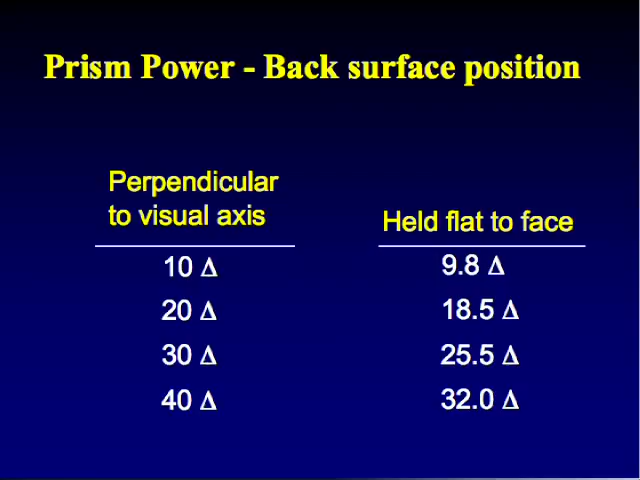 Prism Power - Back surface position
Perpendicular
to visual axis
Held flat to face
10 Δ
9.8 Δ
20 Δ
18.5 Δ
30 Δ
25.5 Δ
40 Δ
32.0 Δ